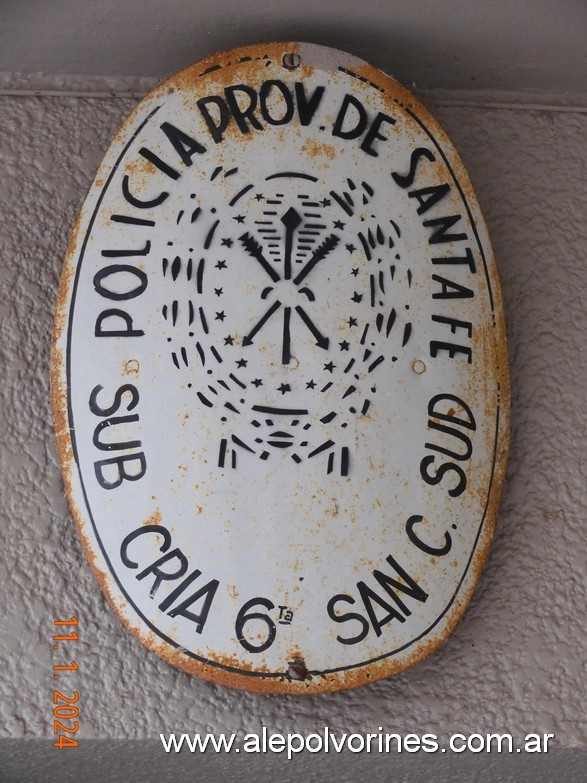 POLICIA PROV. DE SANTA FE
SUB CRIA 6ta SAN C. SUD
11.1.2024
www.alepolvorines.com.ar